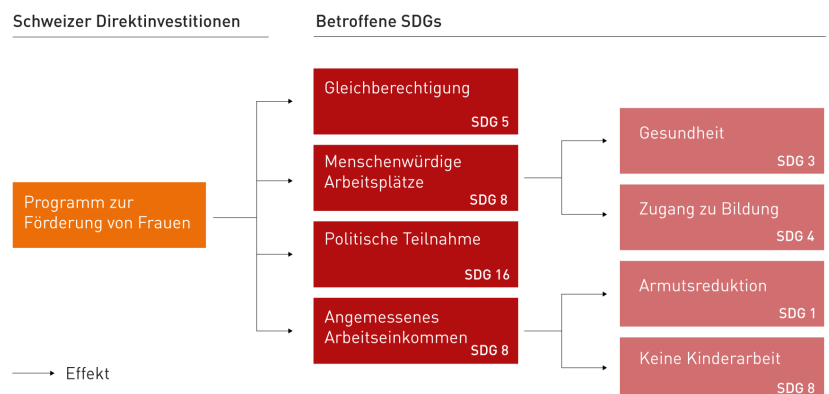 Schweizer Direktinvestitionen
Betroffene SDGs
Programm zur
Förderung von Frauen
Gleichberechtigung
SDG 5
Menschenwürdige
Arbeitsplätze
SDG 8
Politische Teilnahme
SDG 16
Angemessenes
Arbeitseinkommen
SDG 8
Gesundheit
SDG 3
Zugang zu Bildung
SDG 4
Armutsreduktion
SDG 1
Keine Kinderarbeit
SDG 8
Effekt